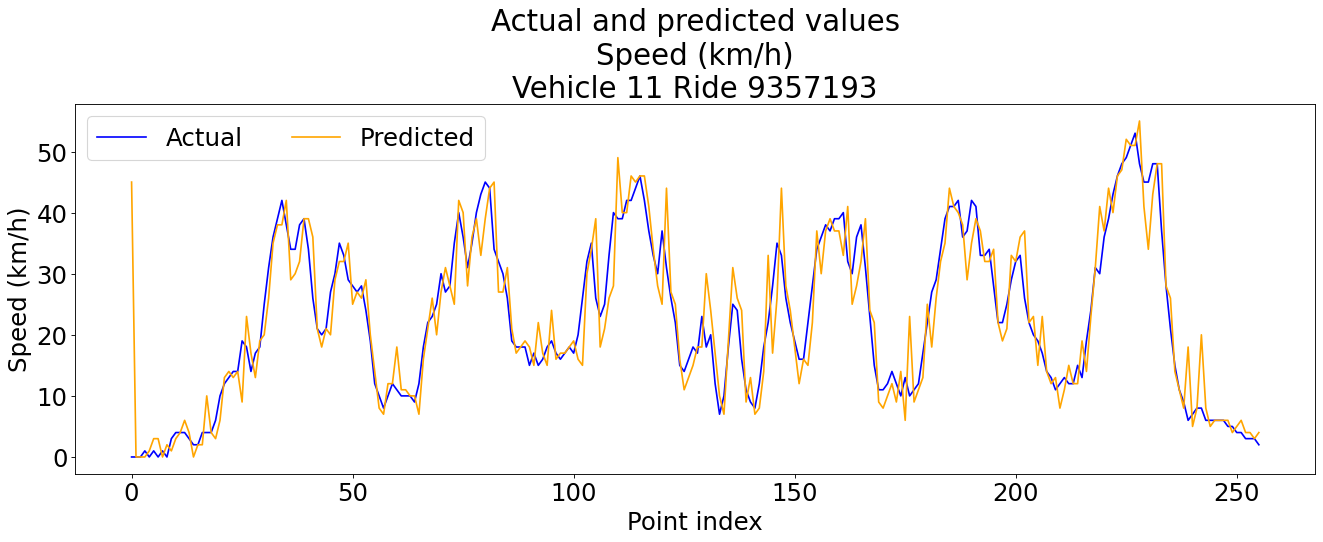 Actual and predicted values
Speed (km/h)
Vehicle 11 Ride 9357193
Actual
Predicted
50
40
30
20
10
0
Speed (km/h)
0
50
100
150
200
250
Point index